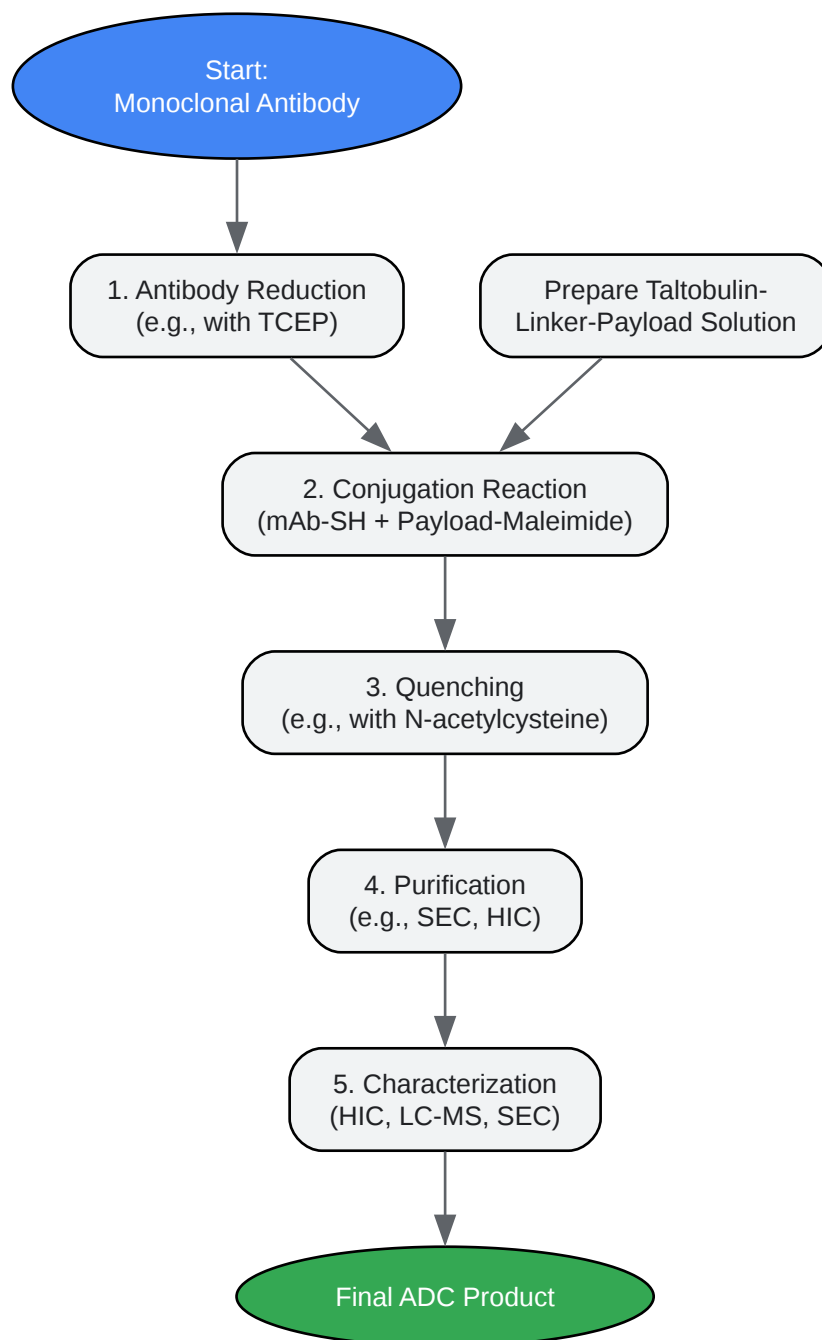 Start:
Monoclonal Antibody
1. Antibody Reduction
(e.g., with TCEP)
Prepare Taltobulin-
Linker-Payload Solution
2. Conjugation Reaction
(mAb-SH + Payload-Maleimide)
3. Quenching
(e.g., with N-acetylcysteine)
4. Purification
(e.g., SEC, HIC)
5. Characterization
(HIC, LC-MS, SEC)
Final ADC Product